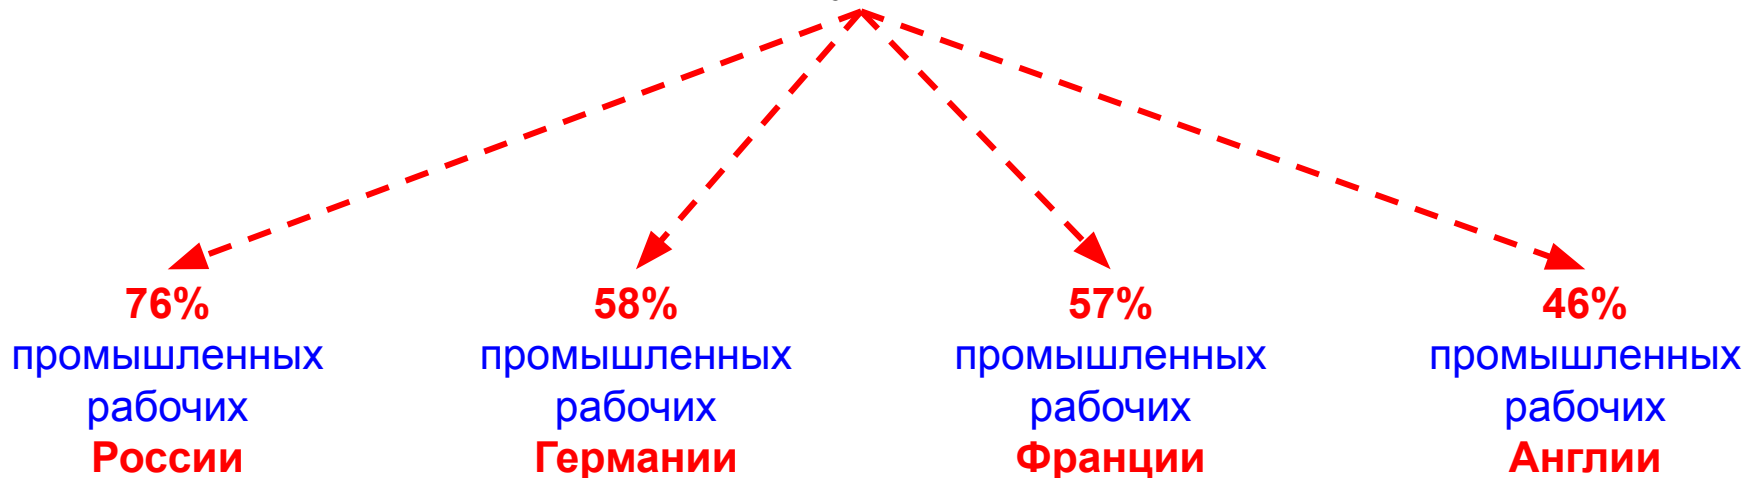 76% 58% 57% 46%
промышленных промышленных промышленных промышленных
рабочих рабочих рабочих рабочих
России Германии Франции Англии